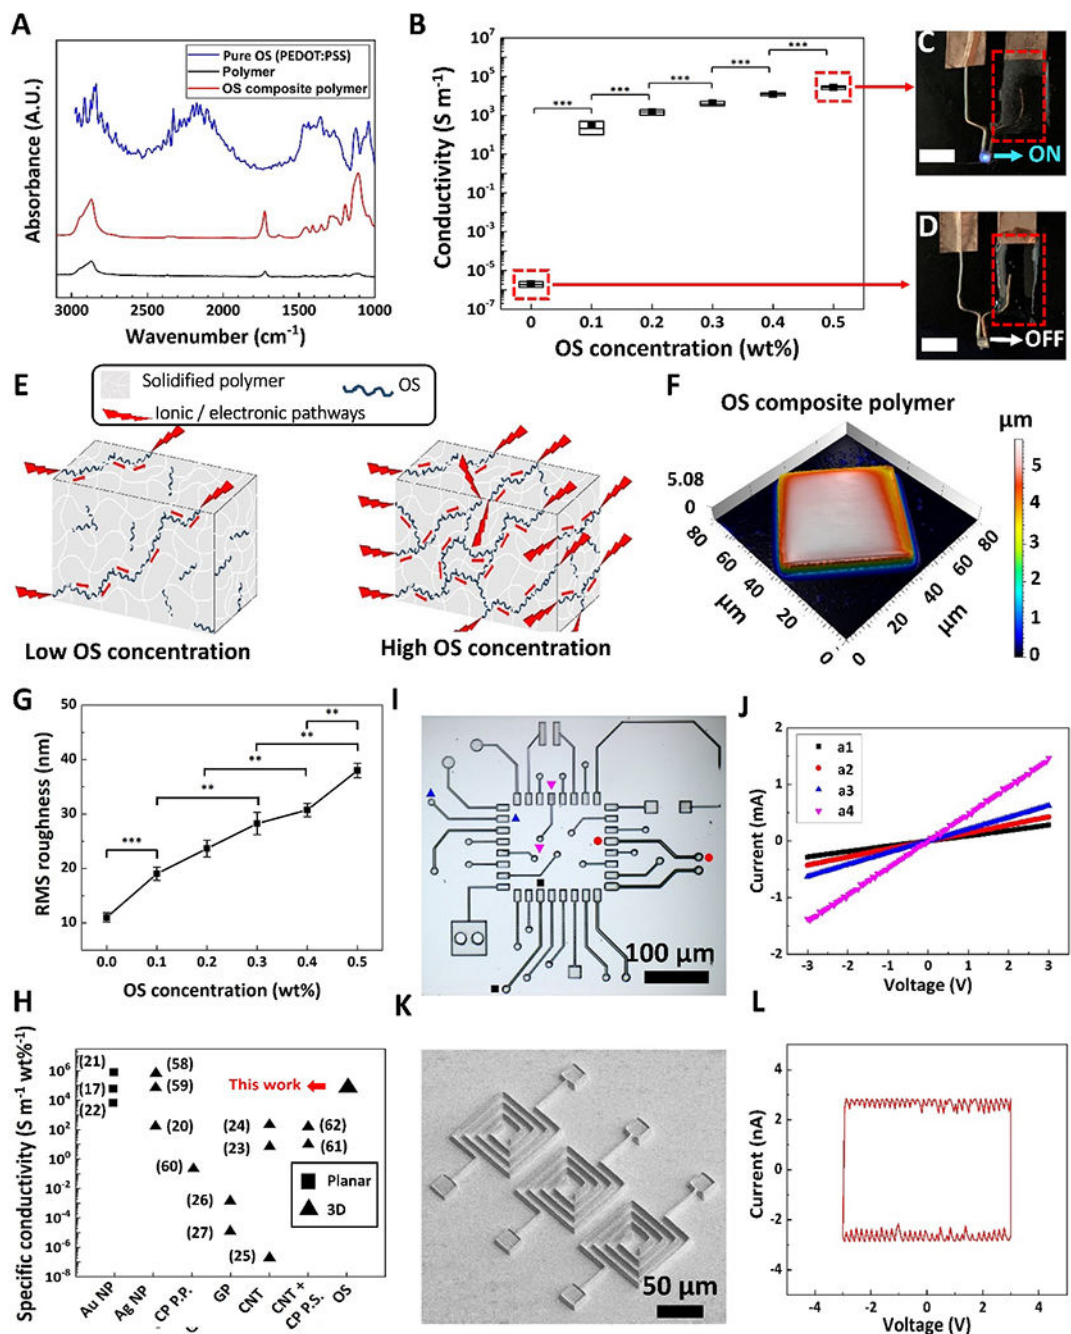 A
Pure OS (PEDOT:PSS)
Polymer
OS composite polymer
Absorbance (A.U.)
3000 2500 2000 1500 1000
Wavenumber (cm⁻¹)
B
Conductivity (S m⁻¹)
10⁷
10⁵
10³
10¹
10⁻¹
10⁻³
10⁻⁵
10⁻⁷
*** *** *** *** ***
0 0.1 0.2 0.3 0.4 0.5
OS concentration (wt%)
C
ON
D
OFF
E
Solidified polymer OS
Ionic / electronic pathways
Low OS concentration
High OS concentration
F
OS composite polymer
µm
5
4
3
2
1
0
5.08
0
80 60 40 20 0
µm
0 20 40 60 80
µm
G
RMS roughness (nm)
50
40
30
20
10
*** ** ** ** **
0.0 0.1 0.2 0.3 0.4 0.5
OS concentration (wt%)
I
100 µm
J
Current (mA)
2
1
0
-1
-2
a1
a2
a3
a4
-3 -2 -1 0 1 2 3
Voltage (V)
H
Specific conductivity (S m⁻¹ wt%⁻¹)
10⁶
10⁴
10²
10⁰
10⁻²
10⁻⁴
10⁻⁶
10⁻⁸
(21)
(17)
(22)
(58)
(59)
(20)
(60)
(26)
(27)
(24)
(23)
(25)
(62)
(61)
This work
Planar
3D
Au NP
Ag NP
CP P.P.
GP
CNT
CNT +
CP P.S.
OS
K
50 µm
L
Current (nA)
4
2
0
-2
-4
-4 -2 0 2 4
Voltage (V)